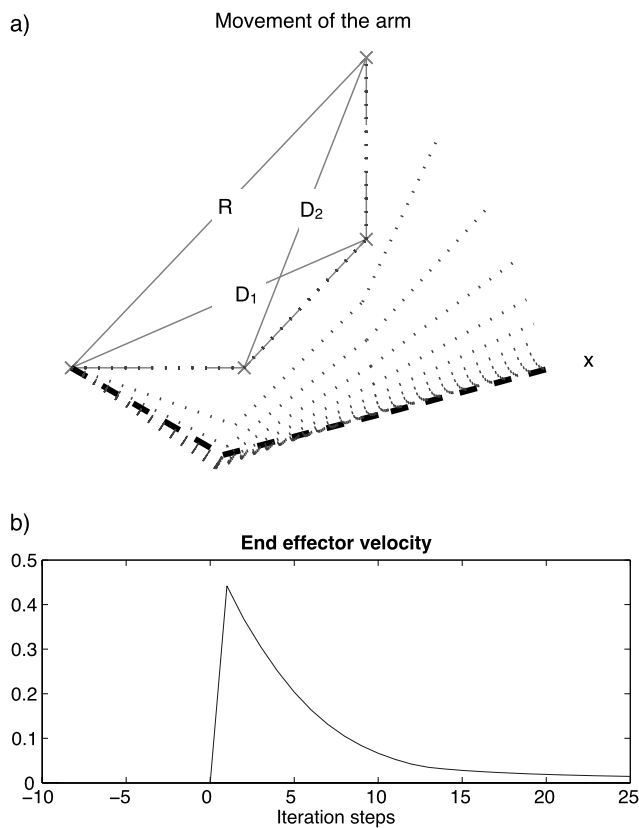 a)
Movement of the arm
R
D2
D1
x
b)
End effector velocity
0.5
0.4
0.3
0.2
0.1
0
−10 −5 0 5 10 15 20 25
Iteration steps